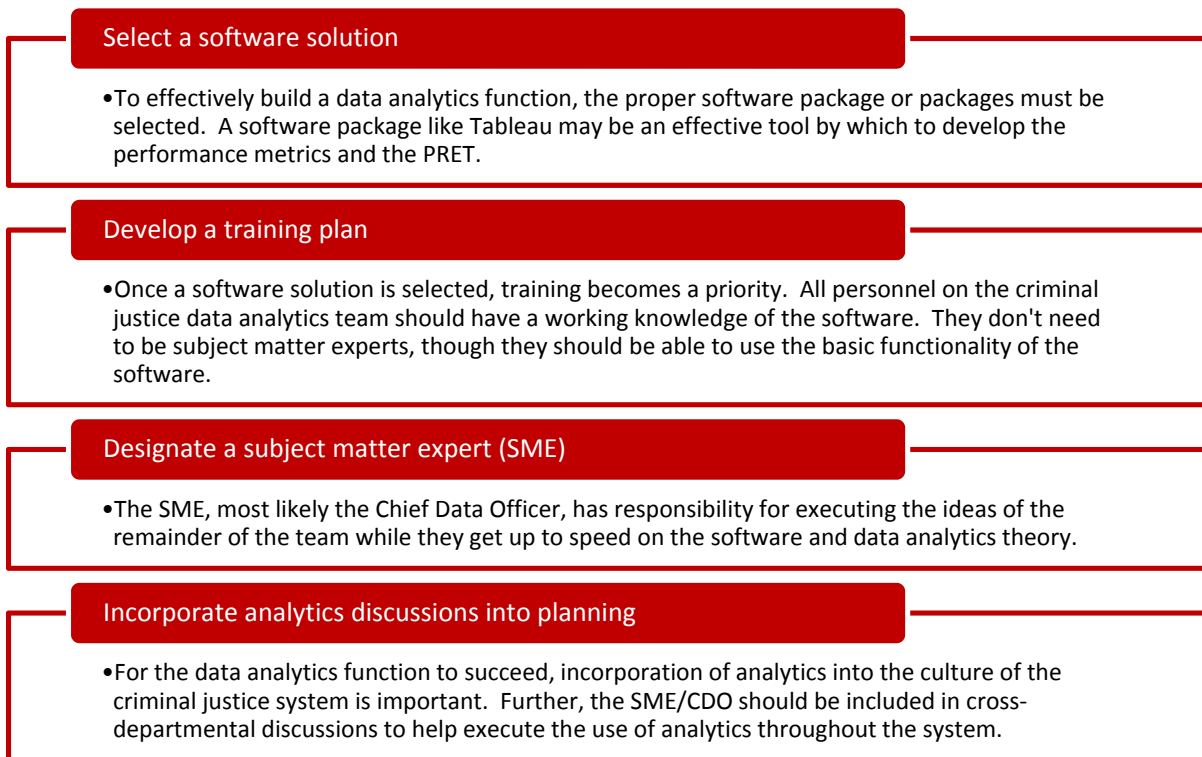 Select a software solution
•To effectively build a data analytics function, the proper software package or packages must be
selected.  A software package like Tableau may be an effective tool by which to develop the
performance metrics and the PRET.
Develop a training plan
•Once a software solution is selected, training becomes a priority.  All personnel on the criminal
justice data analytics team should have a working knowledge of the software.  They don't need
to be subject matter experts, though they should be able to use the basic functionality of the
software.
Designate a subject matter expert (SME)
•The SME, most likely the Chief Data Officer, has responsibility for executing the ideas of the
remainder of the team while they get up to speed on the software and data analytics theory.
Incorporate analytics discussions into planning
•For the data analytics function to succeed, incorporation of analytics into the culture of the
criminal justice system is important.  Further, the SME/CDO should be included in cross-
departmental discussions to help execute the use of analytics throughout the system.